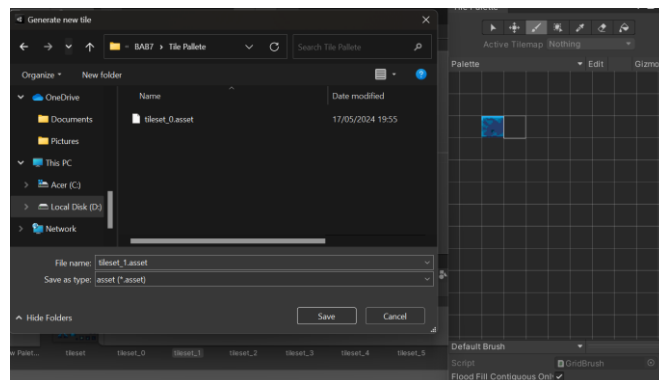 Generate new tile
BAB7 > Tile Pallete
Search Tile Pallete
Organize
New folder
OneDrive
Documents
Pictures
This PC
Acer (C:)
Local Disk (D:)
Network
Name
Date modified
tileset_0.asset
17/05/2024 19:55
File name: tileset_1.asset
Save as type: asset (*.asset)
Hide Folders
Save
Cancel
tileset
tileset_0
tileset_1
tileset_2
tileset_3
tileset_4
tileset_5
Active Tilemap Nothing
Palette
Edit
Gizmo
Default Brush
Script
GridBrush
Flood Fill Contiguous Only